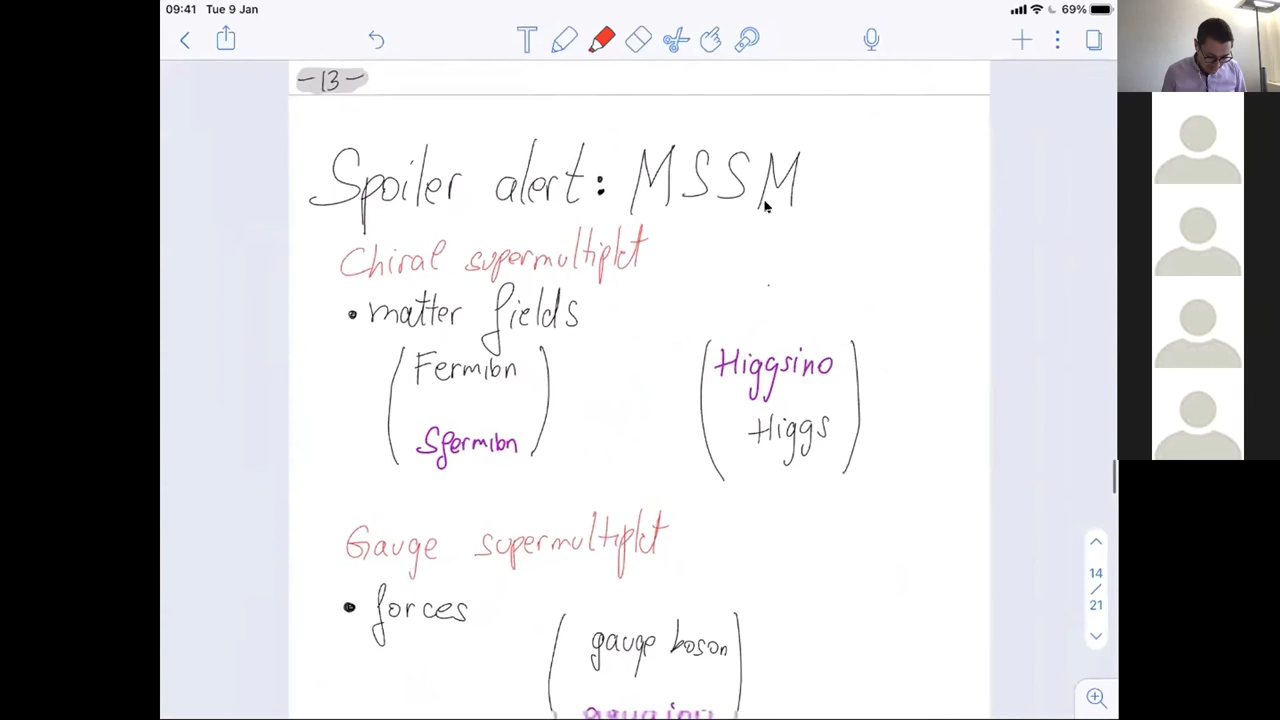 09:41 Tue 9 Jan
69%
-13-
Spoiler alert: MSSM
Chiral supermultiplet
• matter fields
Fermion
Sfermion
Higgsino
Higgs
Gauge supermultiplet
• forces
gauge boson
14
/
21